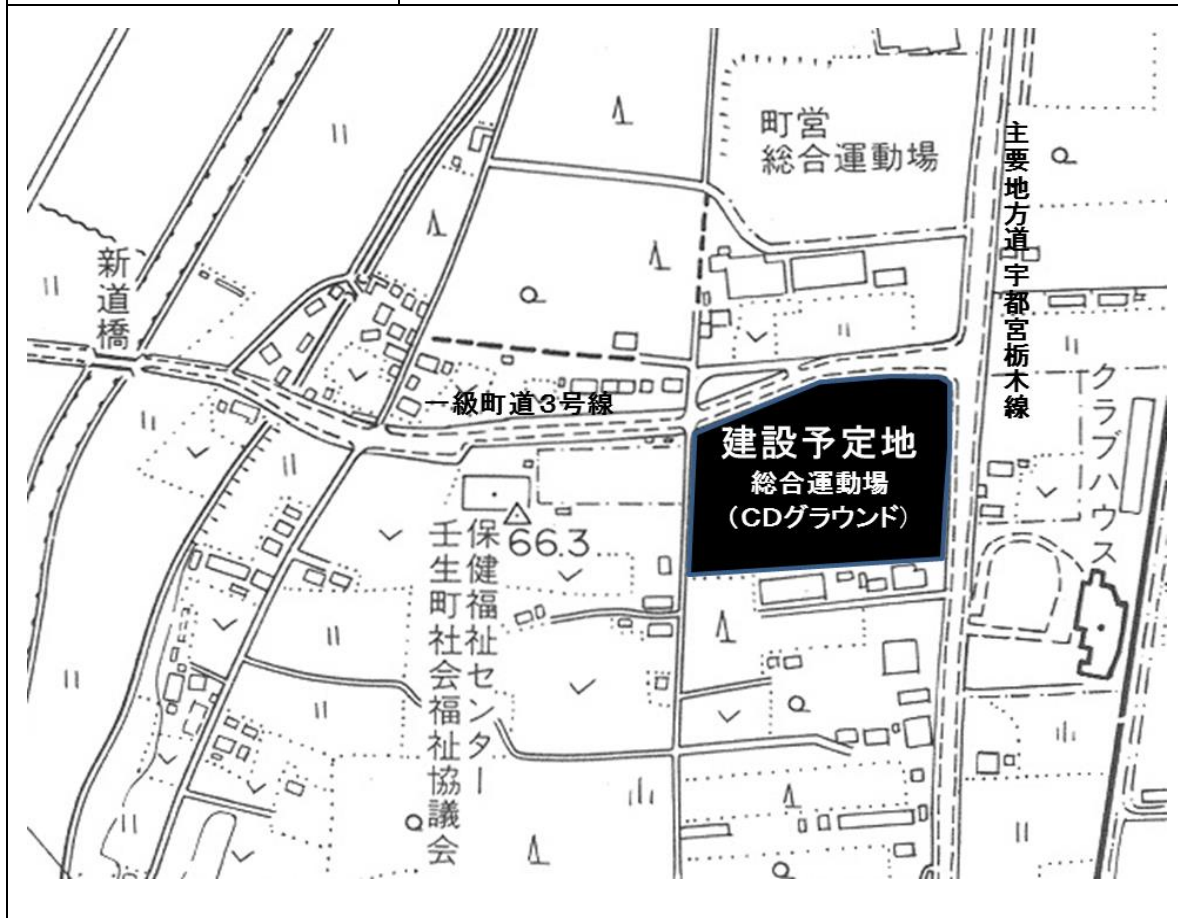 町営
総合運動場
主要地方道 宇都宮栃木線
新道橋
クラブハウス
一級町道3号線
建設予定地
総合運動場
(CDグラウンド)
66.3
保健福祉センター
壬生町社会福祉協議会